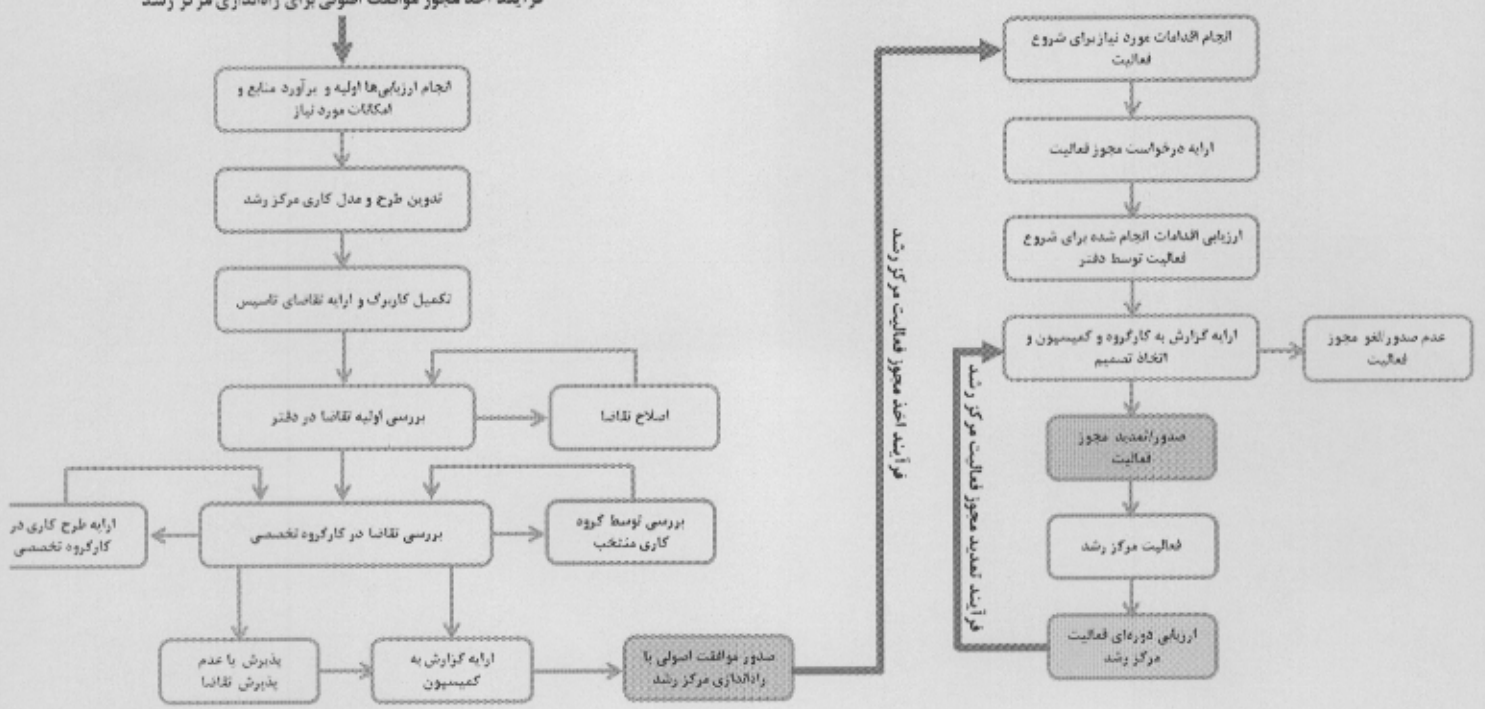 فرآیند اخذ مجوز موافقت اصولی برای راه‌اندازی مرکز رشد
انجام ارزیابی‌ها اولیه و برآورد منابع و
امکانات مورد نیاز
تدوین طرح و مدل کاری مرکز رشد
تکمیل کاربرگ و ارایه تقاضای تاسیس
بررسی اولیه تقاضا در دفتر
اصلاح تقاضا
بررسی تقاضا در کارگروه تخصصی
بررسی توسط گروه
کاری منتخب
ارایه طرح کاری در
کارگروه تخصصی
پذیرش یا عدم
پذیرش تقاضا
ارایه گزارش به
کمیسیون
صدور موافقت اصولی با
راه‌اندازی مرکز رشد
فرآیند اخذ مجوز فعالیت مرکز رشد
انجام اقدامات مورد نیاز برای شروع
فعالیت
ارایه درخواست مجوز فعالیت
ارزیابی اقدامات انجام شده برای شروع
فعالیت توسط دفتر
ارایه گزارش به کارگروه و کمیسیون و
اتخاذ تصمیم
عدم صدور/لغو مجوز
فعالیت
صدور/تمدید مجوز
فعالیت
فعالیت مرکز رشد
ارزیابی دوره‌ای فعالیت
مرکز رشد
فرآیند تمدید مجوز فعالیت مرکز رشد